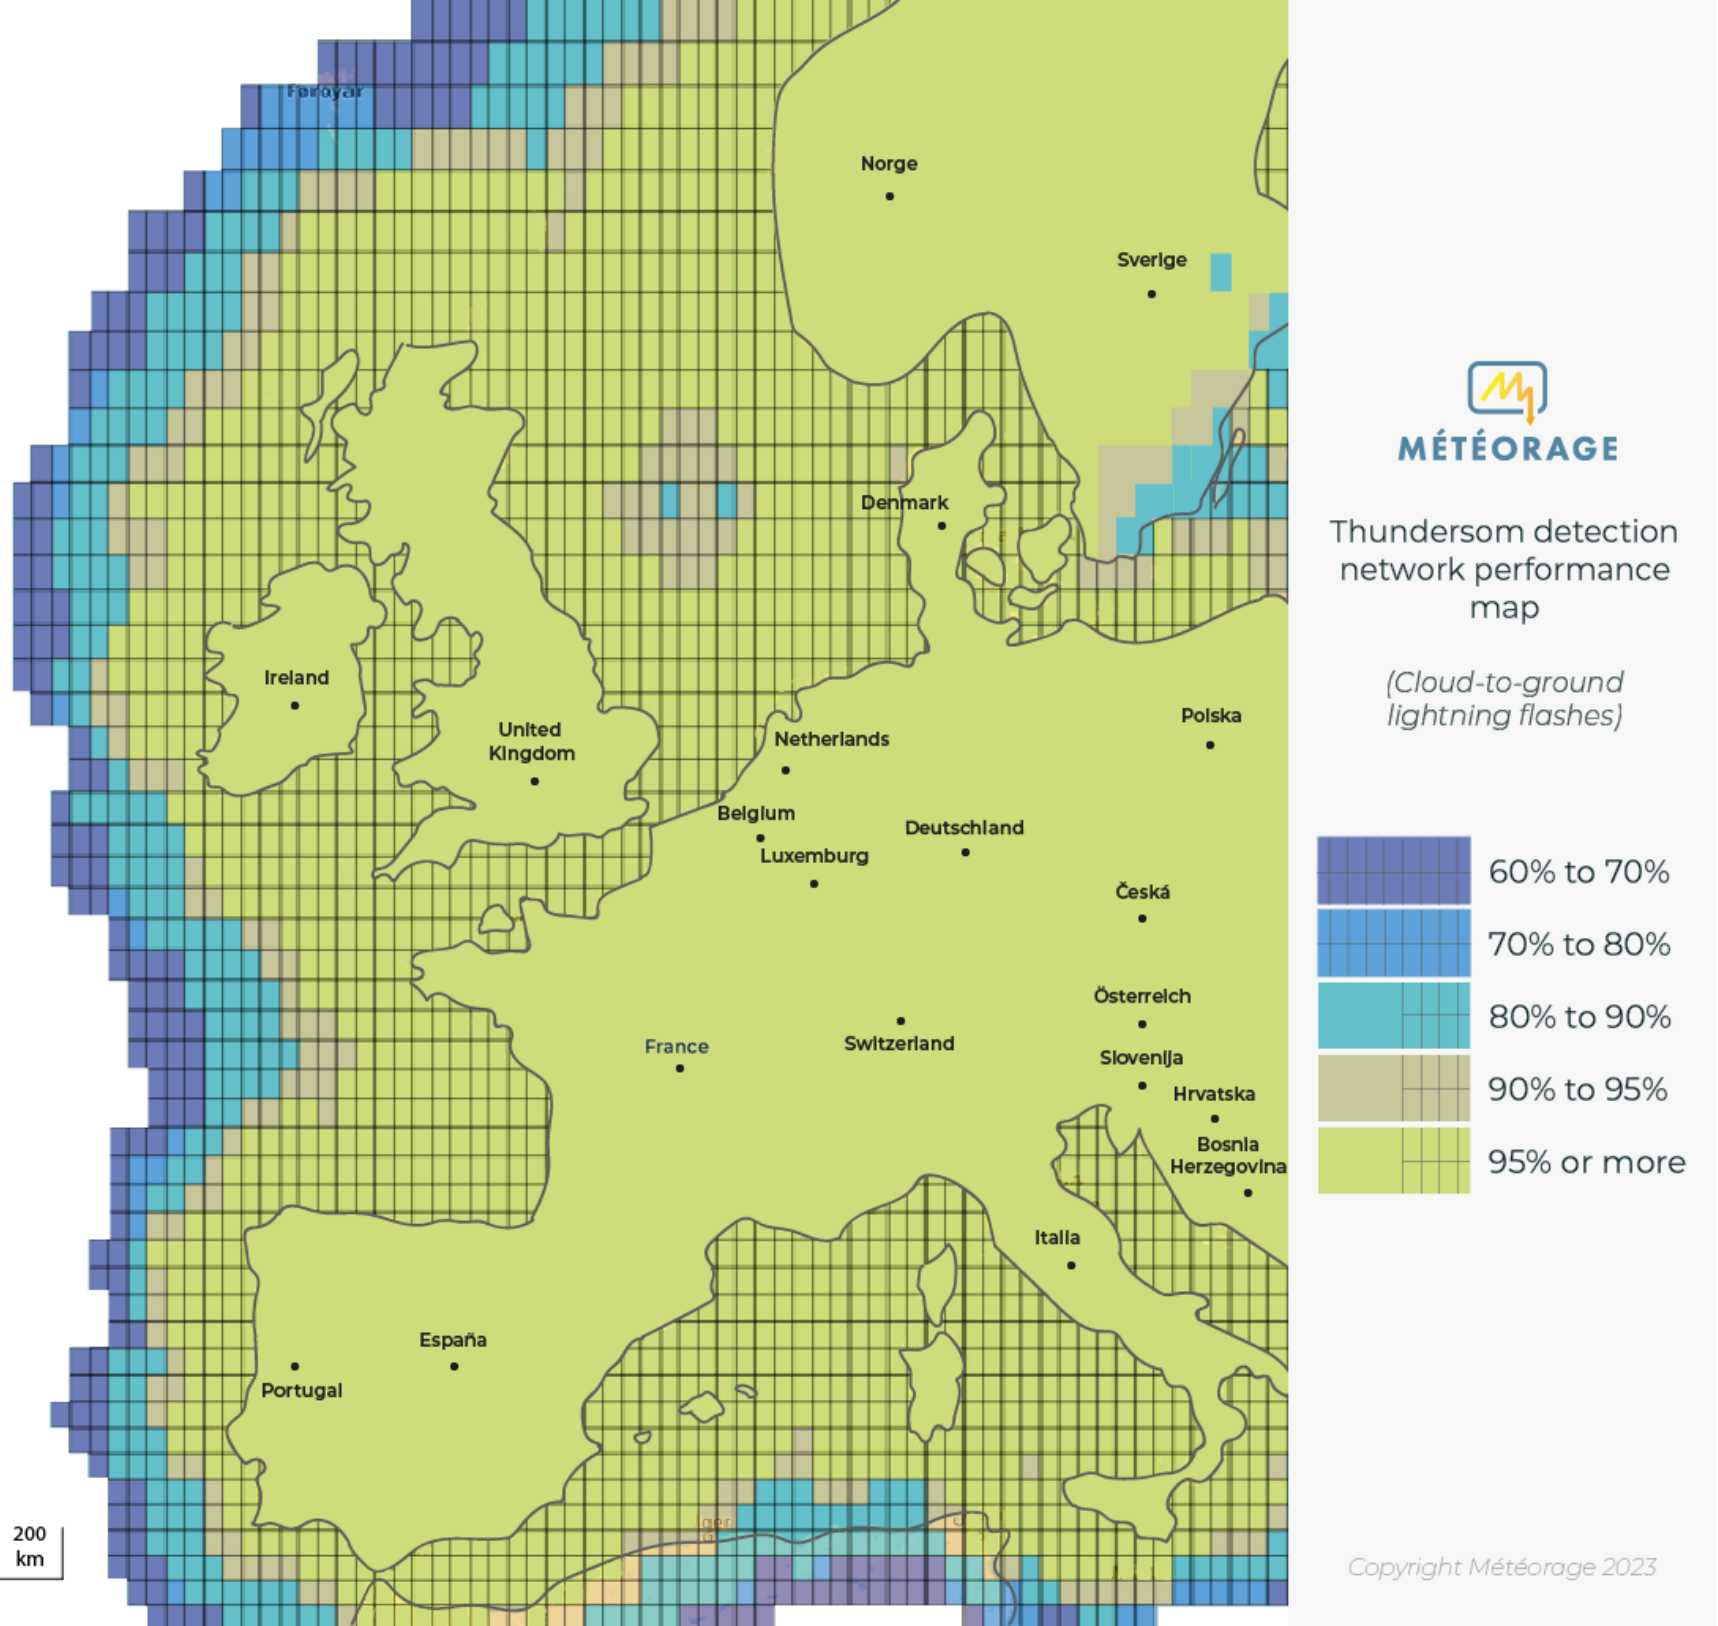 Føroyar
Norge
Sverige
Denmark
Ireland
United
Kingdom
Netherlands
Polska
Belgium
Luxemburg
Deutschland
Česká
Österreich
France
Switzerland
Slovenija
Hrvatska
Bosnia
Herzegovina
Italia
España
Portugal
200
km
MÉTÉORAGE
Thundersom detection
network performance
map
(Cloud-to-ground
lightning flashes)
60% to 70%
70% to 80%
80% to 90%
90% to 95%
95% or more
Copyright Météorage 2023